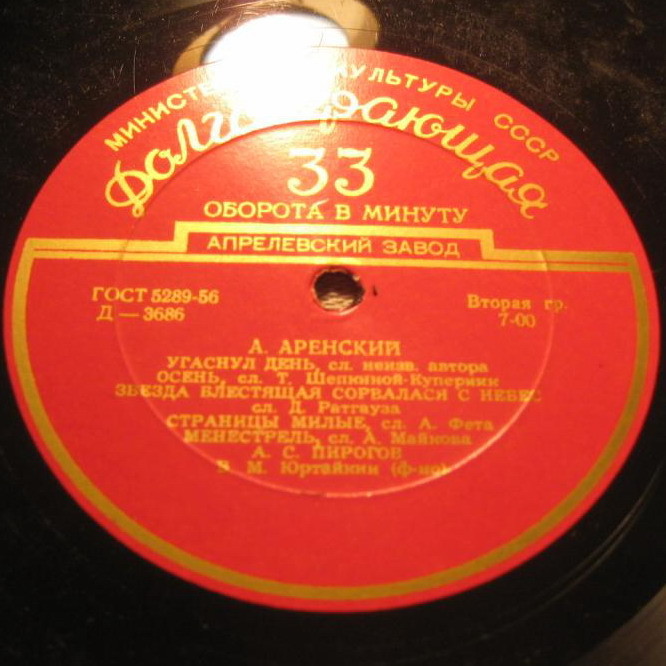 МИНИСТЕ КУЛЬТУРЫ СССР
Долгоиграющая
33
ОБОРОТА В МИНУТУ
АПРЕЛЕВСКИЙ ЗАВОД
ГОСТ 5289-56
Д — 3686
Вторая гр.
7-00
А. АРЕНСКИЙ
УГАСНУЛ ДЕНЬ, сл. неизв. автора
ОСЕНЬ, сл. Т. Щепкиной-Куперник
ЗВЕЗДА БЛЕСТЯЩАЯ СОРВАЛАСИ С НЕБЕС
сл. Д. Ратгауза
СТРАНИЦЫ МИЛЫЕ, сл. А. Фета
МЕНЕСТРЕЛЬ, сл. А. Майкова
А. С. ПИРОГОВ
В. М. Юртайкин (ф-но)